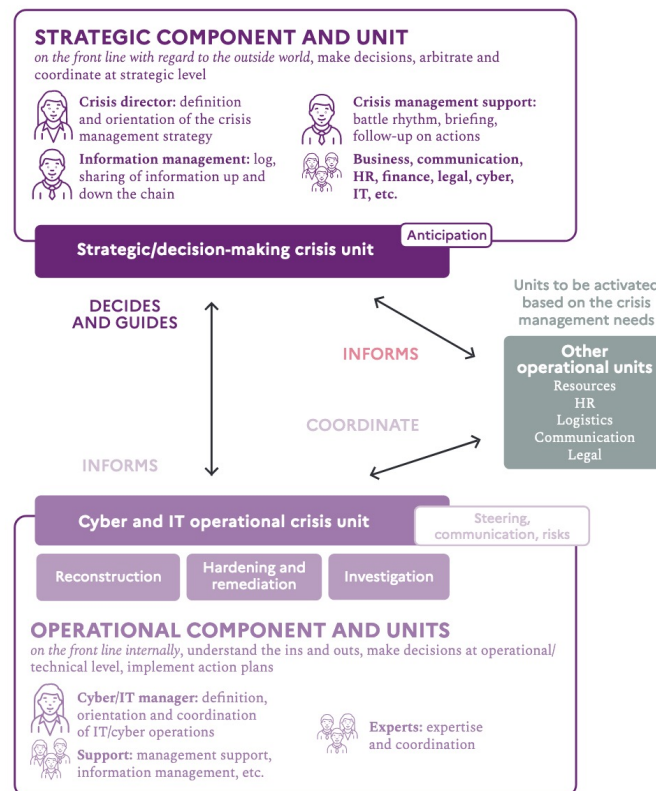 STRATEGIC COMPONENT AND UNIT
on the front line with regard to the outside world, make decisions, arbitrate and
coordinate at strategic level
Crisis director: definition
and orientation of the crisis
management strategy
Crisis management support:
battle rhythm, briefing,
follow-up on actions
Information management: log,
sharing of information up and
down the chain
Business, communication,
HR, finance, legal, cyber,
IT, etc.
Anticipation
Strategic/decision-making crisis unit
DECIDES
AND GUIDES
INFORMS
Units to be activated
based on the crisis
management needs
Other
operational units
Resources
HR
Logistics
Communication
Legal
COORDINATE
INFORMS
Cyber and IT operational crisis unit
Steering,
communication, risks
Reconstruction
Hardening and
remediation
Investigation
OPERATIONAL COMPONENT AND UNITS
on the front line internally, understand the ins and outs, make decisions at operational/
technical level, implement action plans
Cyber/IT manager: definition,
orientation and coordination
of IT/cyber operations
Support: management support,
information management, etc.
Experts: expertise
and coordination